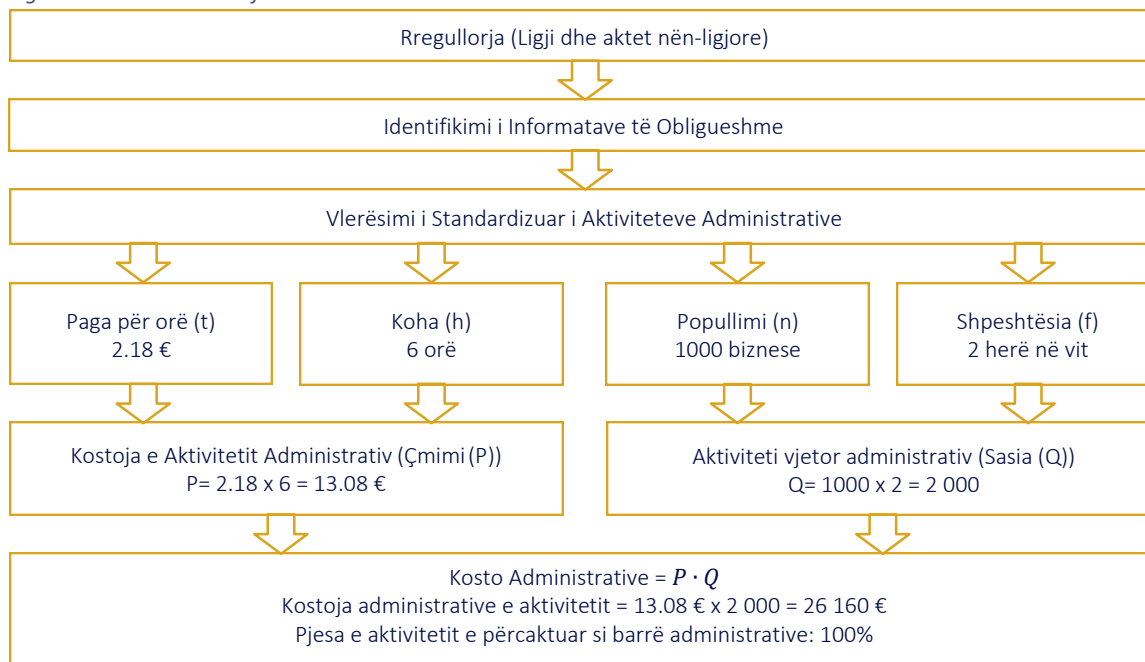 Rregullorja (Ligji dhe aktet nën-ligjore)
Identifikimi i Informatave të Obligueshme
Vlerësimi i Standardizuar i Aktiviteteve Administrative
Paga për orë (t)
2.18 €
Koha (h)
6 orë
Popullimi (n)
1000 biznese
Shpeshtësia (f)
2 herë në vit
Kostoja e Aktivitetit Administrativ (Çmimi (P))
P= 2.18 x 6 = 13.08 €
Aktiviteti vjetor administrativ (Sasia (Q))
Q= 1000 x 2 = 2 000
Kosto Administrative = P · Q
Kostoja administrative e aktivitetit = 13.08 € x 2 000 = 26 160 €
Pjesa e aktivitetit e përcaktuar si barrë administrative: 100%